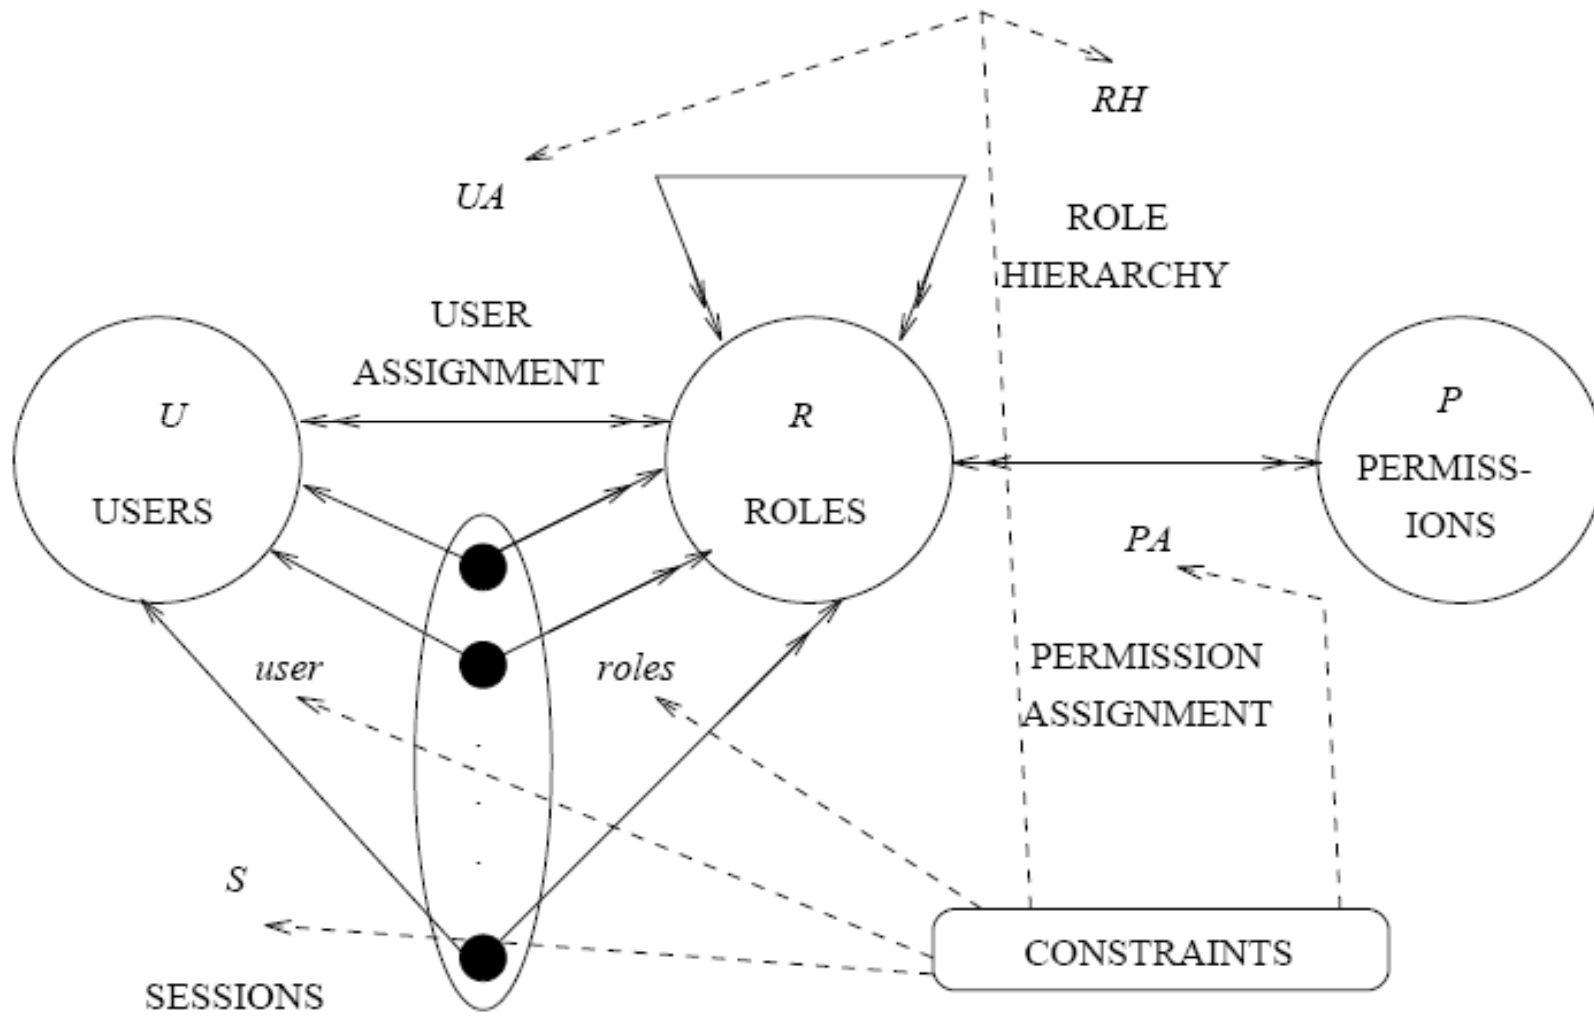 RH
UA
ROLE
HIERARCHY
USER
ASSIGNMENT
U
USERS
R
ROLES
P
PERMISS-
IONS
PA
user
roles
PERMISSION
ASSIGNMENT
S
SESSIONS
CONSTRAINTS